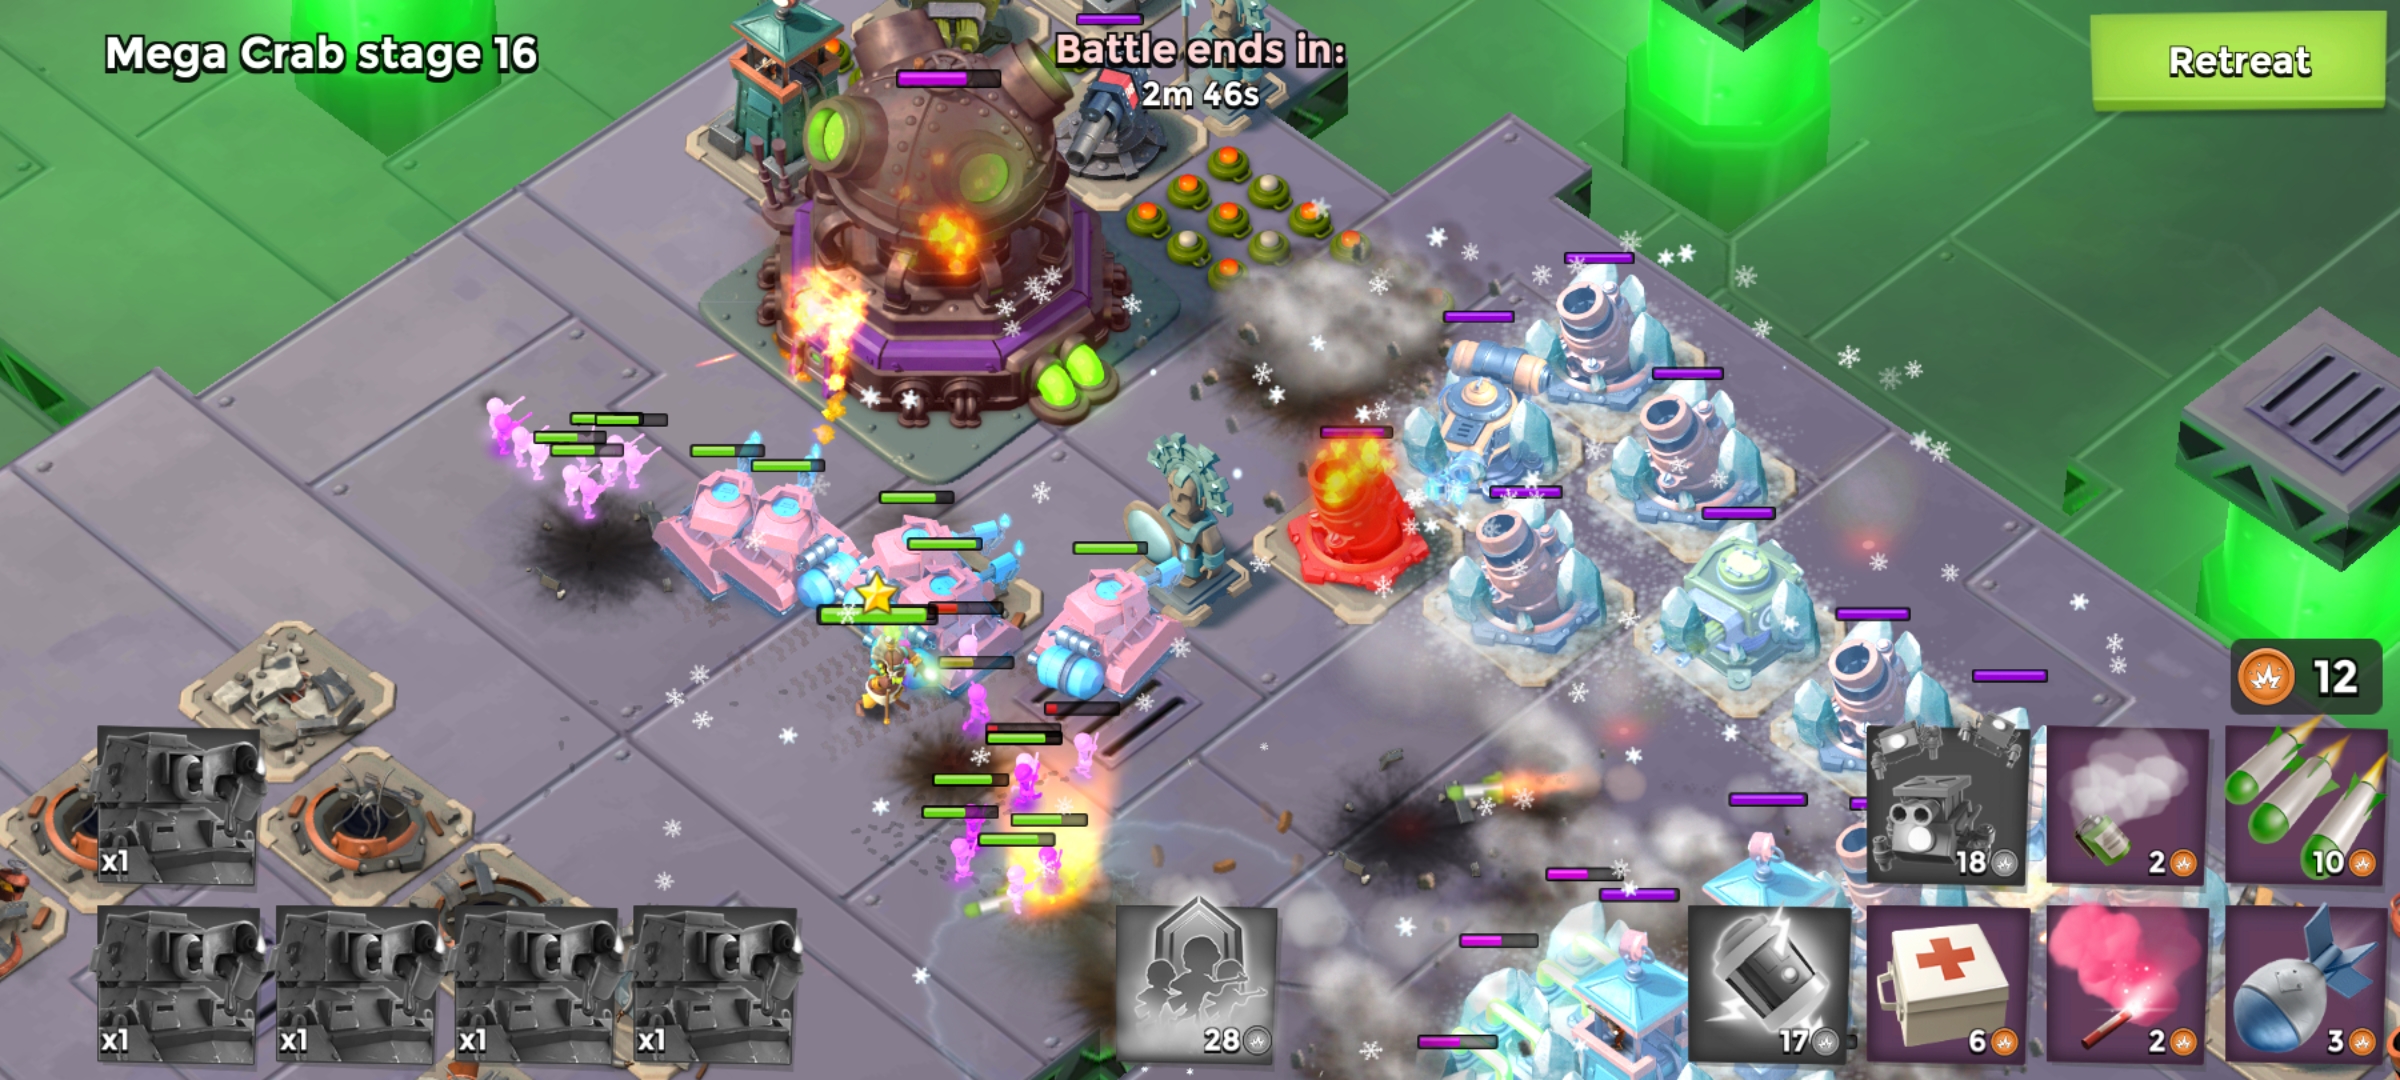 Mega Crab stage 16
Battle ends in:
2m 46s
Retreat
12
x1
18
2
10
x1
x1
x1
x1
28
17
6
2
3